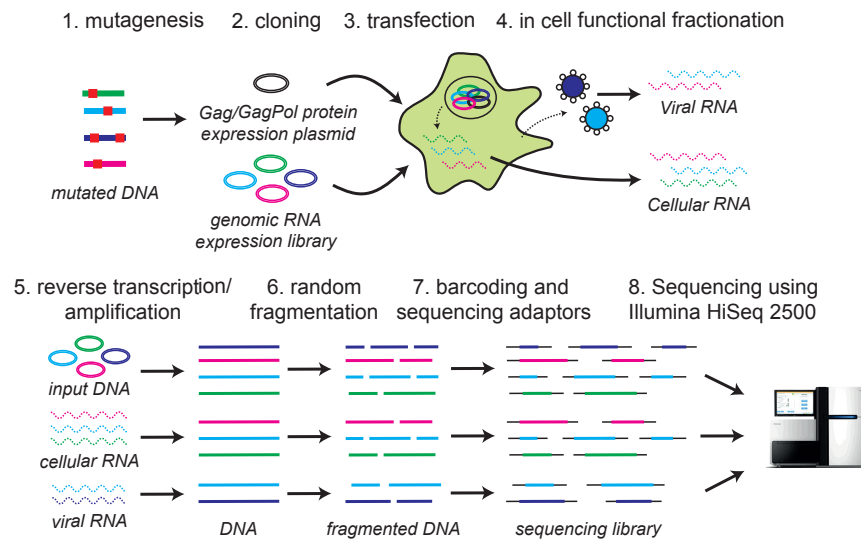 1. mutagenesis
2. cloning
3. transfection
4. in cell functional fractionation
Gag/GagPol protein
expression plasmid
mutated DNA
genomic RNA
expression library
Viral RNA
Cellular RNA
5. reverse transcription/
amplification
6. random
fragmentation
7. barcoding and
sequencing adaptors
8. Sequencing using
Illumina HiSeq 2500
input DNA
cellular RNA
viral RNA
DNA
fragmented DNA
sequencing library